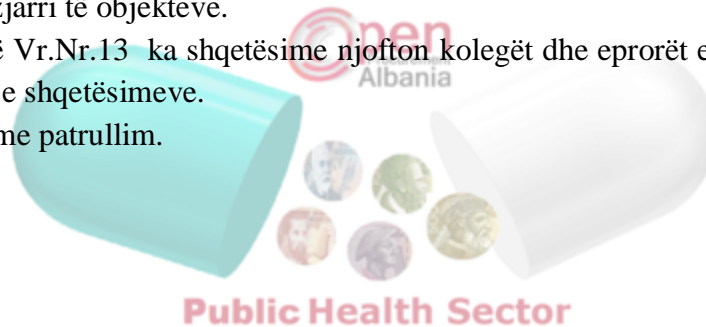 zjarri të objekteve.
Vr.Nr.13 ka shqetësime njofton kolegët dhe eprorët e
e shqetësimeve.
me patrullim.
Open
Albania
Public Health Sector